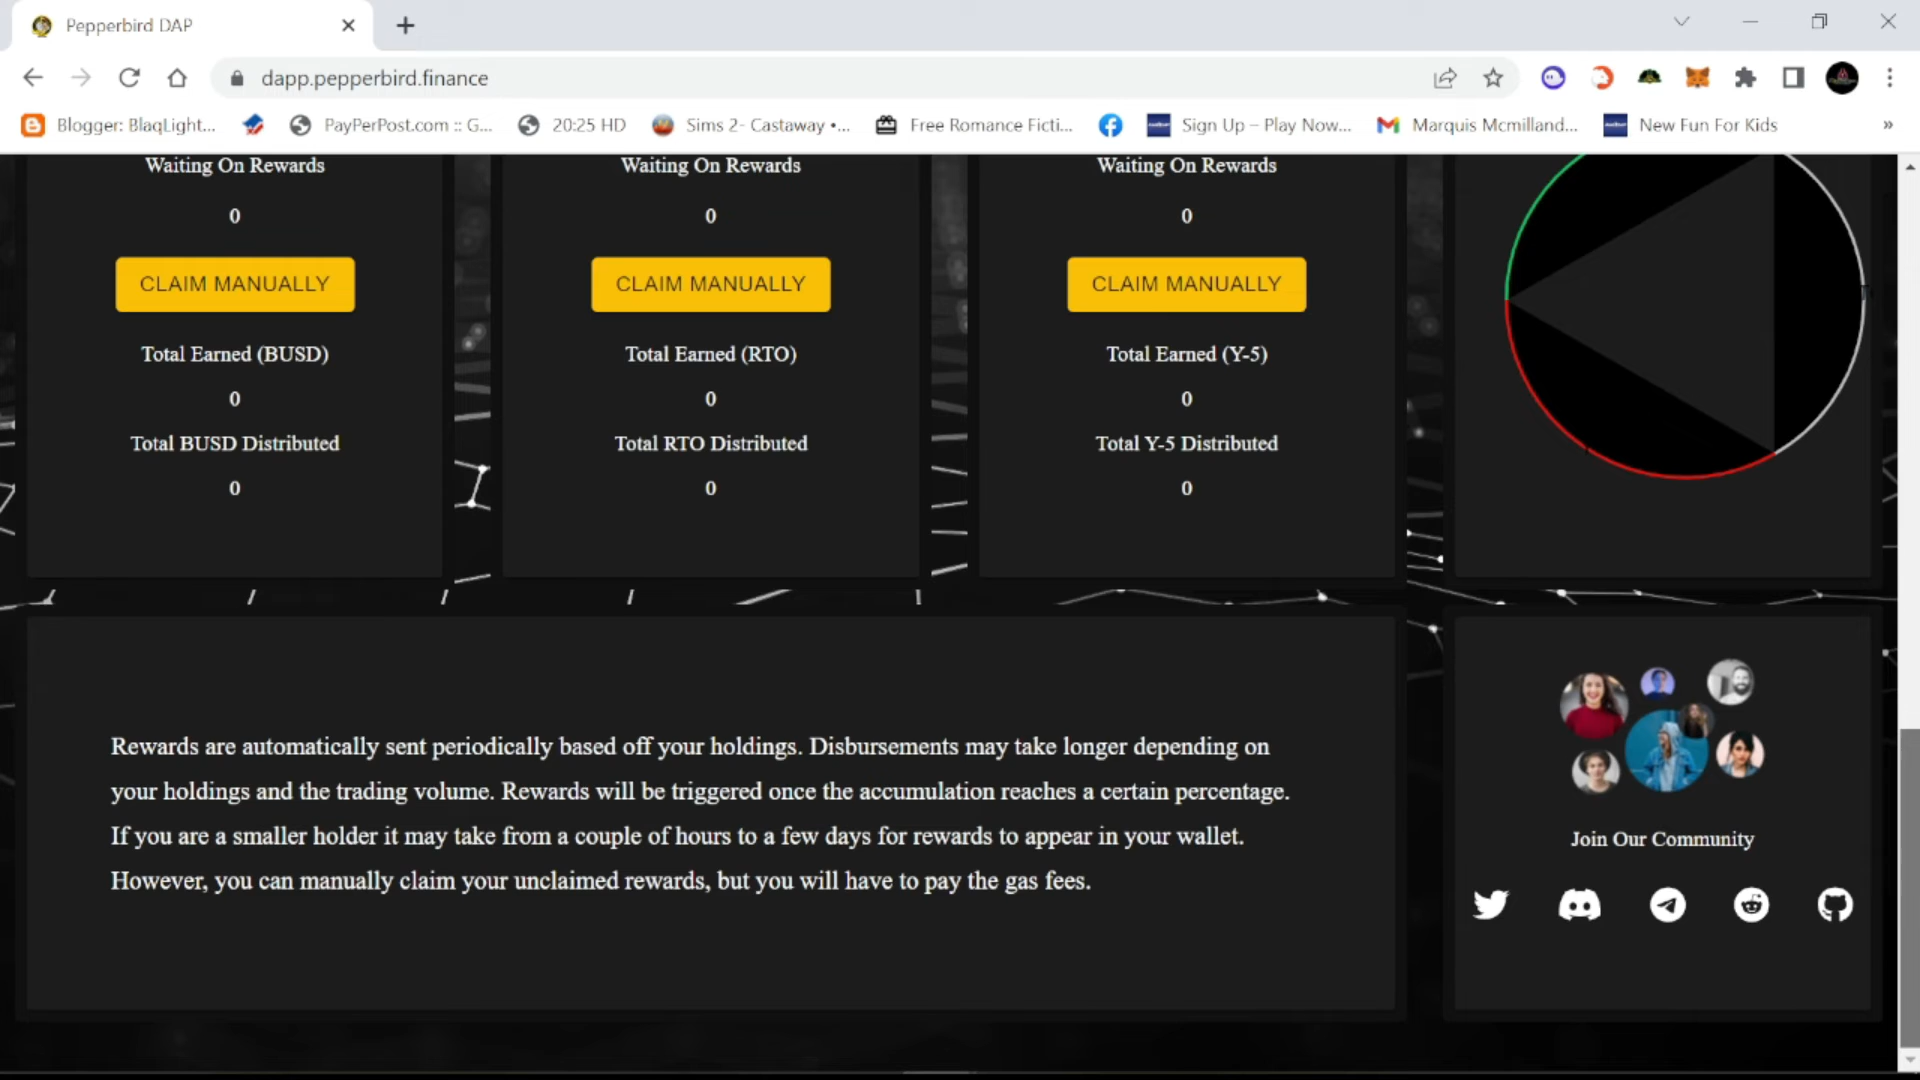 Pepperbird DAP
dapp.pepperbird.finance
Blogger: BlaqLight... PayPerPost.com :: G... 20:25 HD Sims 2- Castaway •... Free Romance Ficti... Sign Up – Play Now... Marquis Mcmilland... New Fun For Kids »
Waiting On Rewards Waiting On Rewards Waiting On Rewards
0 0 0
CLAIM MANUALLY CLAIM MANUALLY CLAIM MANUALLY
Total Earned (BUSD) Total Earned (RTO) Total Earned (Y-5)
0 0 0
Total BUSD Distributed Total RTO Distributed Total Y-5 Distributed
0 0 0
Rewards are automatically sent periodically based off your holdings. Disbursements may take longer depending on
your holdings and the trading volume. Rewards will be triggered once the accumulation reaches a certain percentage.
If you are a smaller holder it may take from a couple of hours to a few days for rewards to appear in your wallet.
However, you can manually claim your unclaimed rewards, but you will have to pay the gas fees.
Join Our Community